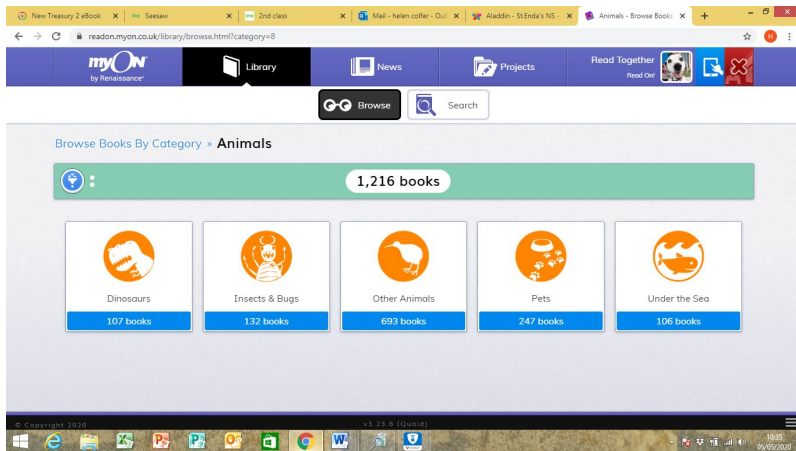 New Treasury 2 eBook
Seesaw
2nd class
Mail - helen colfer - Out
Aladdin - St.Enda's NS -
Animals - Browse Books
readon.myon.co.uk/library/browse.html?category=8
H
myON
by Renaissance®
Library
News
Projects
Read Together
Read On!
Browse
Search
Browse Books By Category » Animals
:
1,216 books
Dinosaurs
107 books
Insects & Bugs
132 books
Other Animals
693 books
Pets
247 books
Under the Sea
106 books
© Copyright 2020
v3.23.6 (Quaid)
10:35
05/05/2020